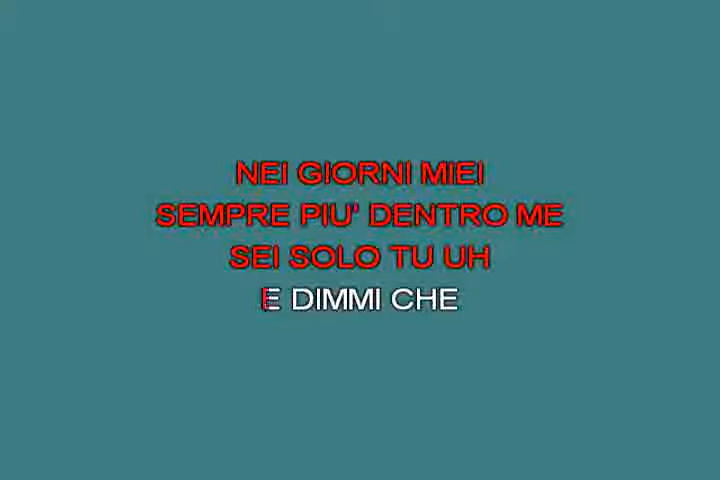 NEI GIORNI MIEI
SEMPRE PIU' DENTRO ME
SEI SOLO TU UH
E DIMMI CHE